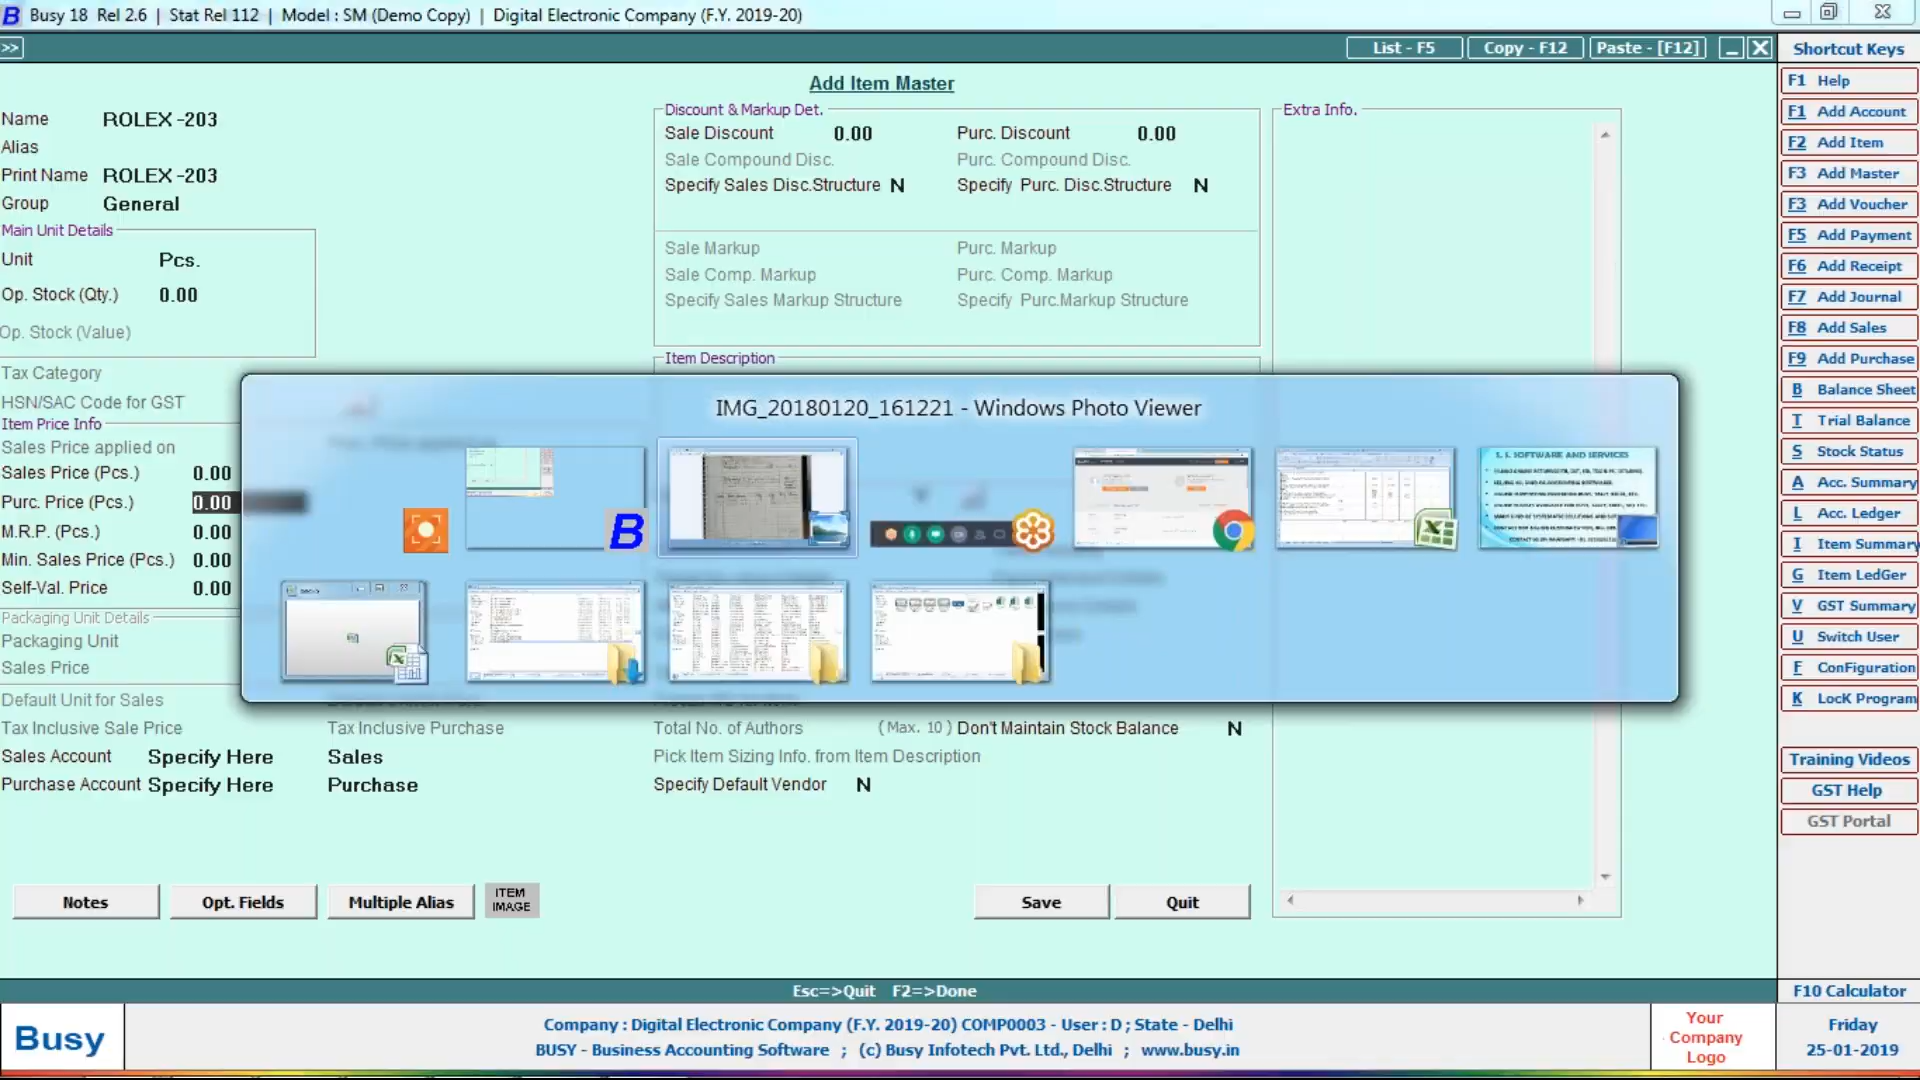 Busy 18 Rel 2.6 | Stat Rel 112 | Model : SM (Demo Copy) | Digital Electronic Company (F.Y. 2019-20)
>> List - F5 Copy - F12 Paste - [F12]
Add Item Master
Name ROLEX -203
Alias
Print Name ROLEX -203
Group General
Main Unit Details
Unit Pcs.
Op. Stock (Qty.) 0.00
Op. Stock (Value)
Tax Category
HSN/SAC Code for GST
Item Price Info
Sales Price applied on
Sales Price (Pcs.) 0.00
Purc. Price (Pcs.) 0.00
M.R.P. (Pcs.) 0.00
Min. Sales Price (Pcs.) 0.00
Self-Val. Price 0.00
Packaging Unit Details
Packaging Unit
Sales Price
Default Unit for Sales
Tax Inclusive Sale Price Tax Inclusive Purchase
Sales Account Specify Here Sales
Purchase Account Specify Here Purchase
Discount & Markup Det.
Sale Discount 0.00 Purc. Discount 0.00
Sale Compound Disc. Purc. Compound Disc.
Specify Sales Disc.Structure N Specify Purc. Disc.Structure N
Sale Markup Purc. Markup
Sale Comp. Markup Purc. Comp. Markup
Specify Sales Markup Structure Specify Purc.Markup Structure
Item Description
Total No. of Authors (Max. 10) Don't Maintain Stock Balance N
Pick Item Sizing Info. from Item Description
Specify Default Vendor N
Extra Info.
IMG_20180120_161221 - Windows Photo Viewer
SOFTWARE AND SERVICES
Notes Opt. Fields Multiple Alias ITEM IMAGE Save Quit
Esc=>Quit F2=>Done
Shortcut Keys
F1 Help
F1 Add Account
F2 Add Item
F3 Add Master
F3 Add Voucher
F5 Add Payment
F6 Add Receipt
F7 Add Journal
F8 Add Sales
F9 Add Purchase
B Balance Sheet
T Trial Balance
S Stock Status
A Acc. Summary
L Acc. Ledger
I Item Summary
G Item LedGer
V GST Summary
U Switch User
F ConFiguration
K LocK Program
Training Videos
GST Help
GST Portal
F10 Calculator
Busy
Company : Digital Electronic Company (F.Y. 2019-20) COMP0003 - User : D ; State - Delhi
BUSY - Business Accounting Software ; (c) Busy Infotech Pvt. Ltd., Delhi ; www.busy.in
Your
Company
Logo
Friday
25-01-2019